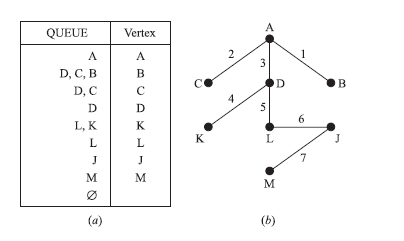 QUEUE Vertex
A A
D, C, B B
D, C C
D D
L, K K
L L
J J
M M
∅
(a)
A
2 1
3
C D B
4
5
6
K L J
7
M
(b)